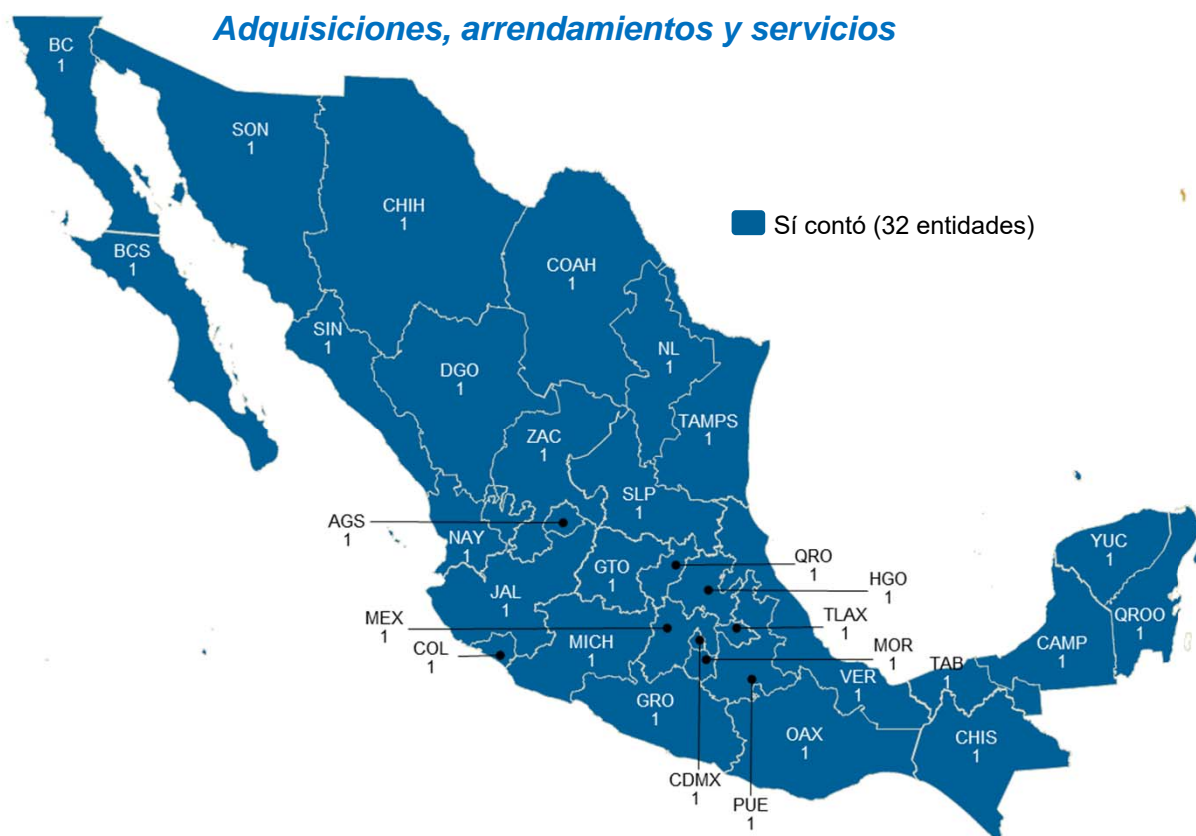 Adquisiciones, arrendamientos y servicios
BC
1
SON
1
CHIH
1
Sí contó (32 entidades)
BCS
1
COAH
1
SIN
1
NL
1
DGO
1
TAMPS
1
ZAC
1
SLP
1
AGS
1
NAY
1
GTO
1
QRO
1
HGO
1
YUC
1
JAL
1
MEX
1
COL
1
MICH
1
TLAX
1
MOR
1
QROO
1
CAMP
1
TAB
1
VER
1
GRO
1
OAX
1
CHIS
1
CDMX
1
PUE
1